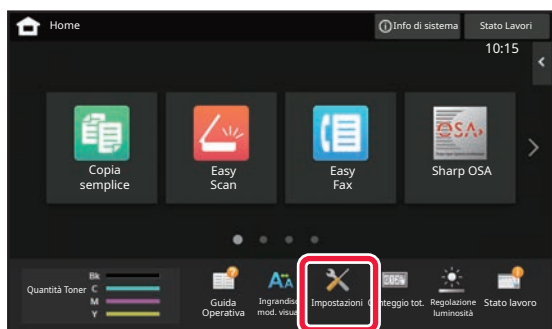 Home
Info di sistema
Stato Lavori
10:15
Copia
semplice
Easy
Scan
Easy
Fax
OSA
Sharp OSA
Quantità Toner
Bk
C
M
Y
Guida
Operativa
Ingrandisc
mod. visua
Impostazioni
nteggio tot.
Regolazione
luminosità
Stato lavoro